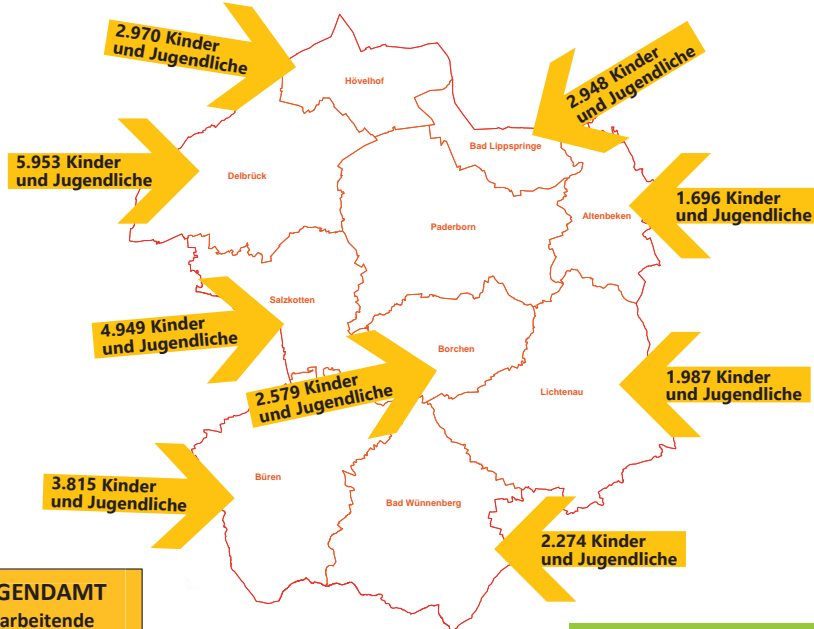 2.970 Kinder
und Jugendliche
Hövelhof
2.948 Kinder
und Jugendliche
Bad Lippspringe
5.953 Kinder
und Jugendliche
Delbrück
1.696 Kinder
und Jugendliche
Altenbeken
Paderborn
Salzkotten
4.949 Kinder
und Jugendliche
Borchen
2.579 Kinder
und Jugendliche
1.987 Kinder
und Jugendliche
Lichtenau
3.815 Kinder
und Jugendliche
Büren
Bad Wünnenberg
2.274 Kinder
und Jugendliche
GENDAMT
arbeitende